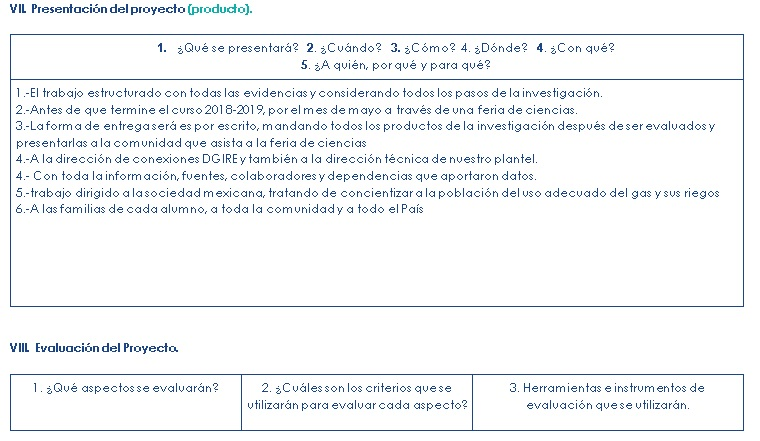 VII. Presentación del proyecto (producto).
1. ¿Qué se presentará? 2. ¿Cuándo? 3. ¿Cómo? 4. ¿Dónde? 4. ¿Con qué?
5. ¿A quién, por qué y para qué?
1.-El trabajo estructurado con todas las evidencias y considerando todos los pasos de la investigación.
2.-Antes de que termine el curso 2018-2019, por el mes de mayo a través de una feria de ciencias.
3.-La forma de entrega será es por escrito, mandando todos los productos de la investigación después de ser evaluados y
presentarlas a la comunidad que asista a la feria de ciencias
4.-A la dirección de conexiones DGIRE y también a la dirección técnica de nuestro plantel.
4.- Con toda la información, fuentes, colaboradores y dependencias que aportaron datos.
5.-trabajo dirigido a la sociedad mexicana, tratando de concientizar a la población del uso adecuado del gas y sus riegos
6.-A las familias de cada alumno, a toda la comunidad y a todo el País
VIII. Evaluación del Proyecto.
1. ¿Qué aspectos se evaluarán?
2. ¿Cuáles son los criterios que se
utilizarán para evaluar cada aspecto?
3. Herramientas e instrumentos de
evaluación que se utilizarán.